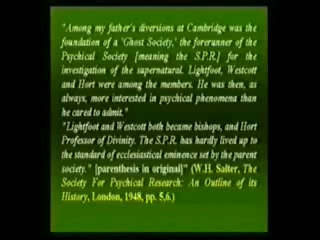 "Among my father's diversions at Cambridge was the
foundation of a 'Ghost Society,' the forerunner of the
Psychical Society [meaning the S.P.R.] for the
investigation of the supernatural. Lightfoot, Westcott
and Hort were among the members. He was then, as
always, more interested in psychical phenomena than
he cared to admit."
"Lightfoot and Westcott both became bishops, and Hort
Professor of Divinity. The S.P.R. has hardly lived up to
the standard of ecclesiastical eminence set by the parent
society." [parenthesis in original]" (W.H. Salter, The
Society For Psychical Research: An Outline of its
History, London, 1948, pp. 5,6.)